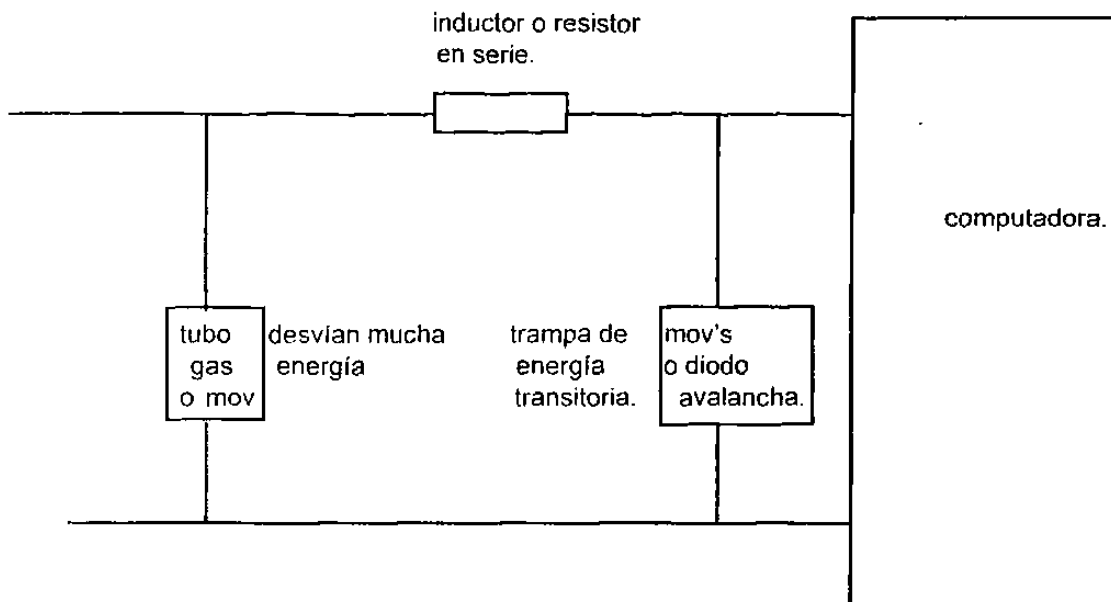 inductor o resistor
en serie.
computadora.
tubo
gas
o mov
desvían mucha
energía
trampa de
energía
transitoria.
mov's
o diodo
avalancha.